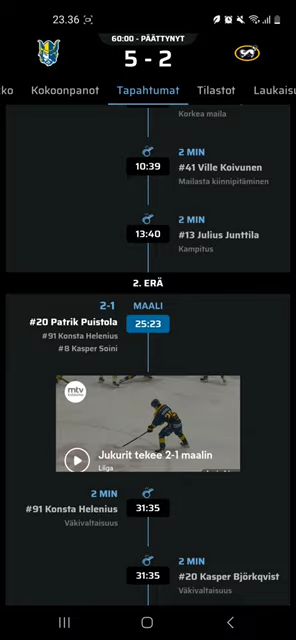 23.36
60:00 - PÄÄTTYNYT
5 - 2
ko Kokoonpanot Tapahtumat Tilastot Laukaisu
Korkea maila
2 MIN
10:39
#41 Ville Koivunen
Mailasta kiinnipitäminen
2 MIN
13:40
#13 Julius Junttila
Kampitus
2. ERÄ
2-1 MAALI
#20 Patrik Puistola 25:23
#91 Konsta Helenius
#8 Kasper Soini
mtv
Jukurit tekee 2-1 maalin
Liiga
2 MIN
#91 Konsta Helenius 31:35
Väkivaltaisuus
2 MIN
31:35 #20 Kasper Björkqvist
Väkivaltaisuus